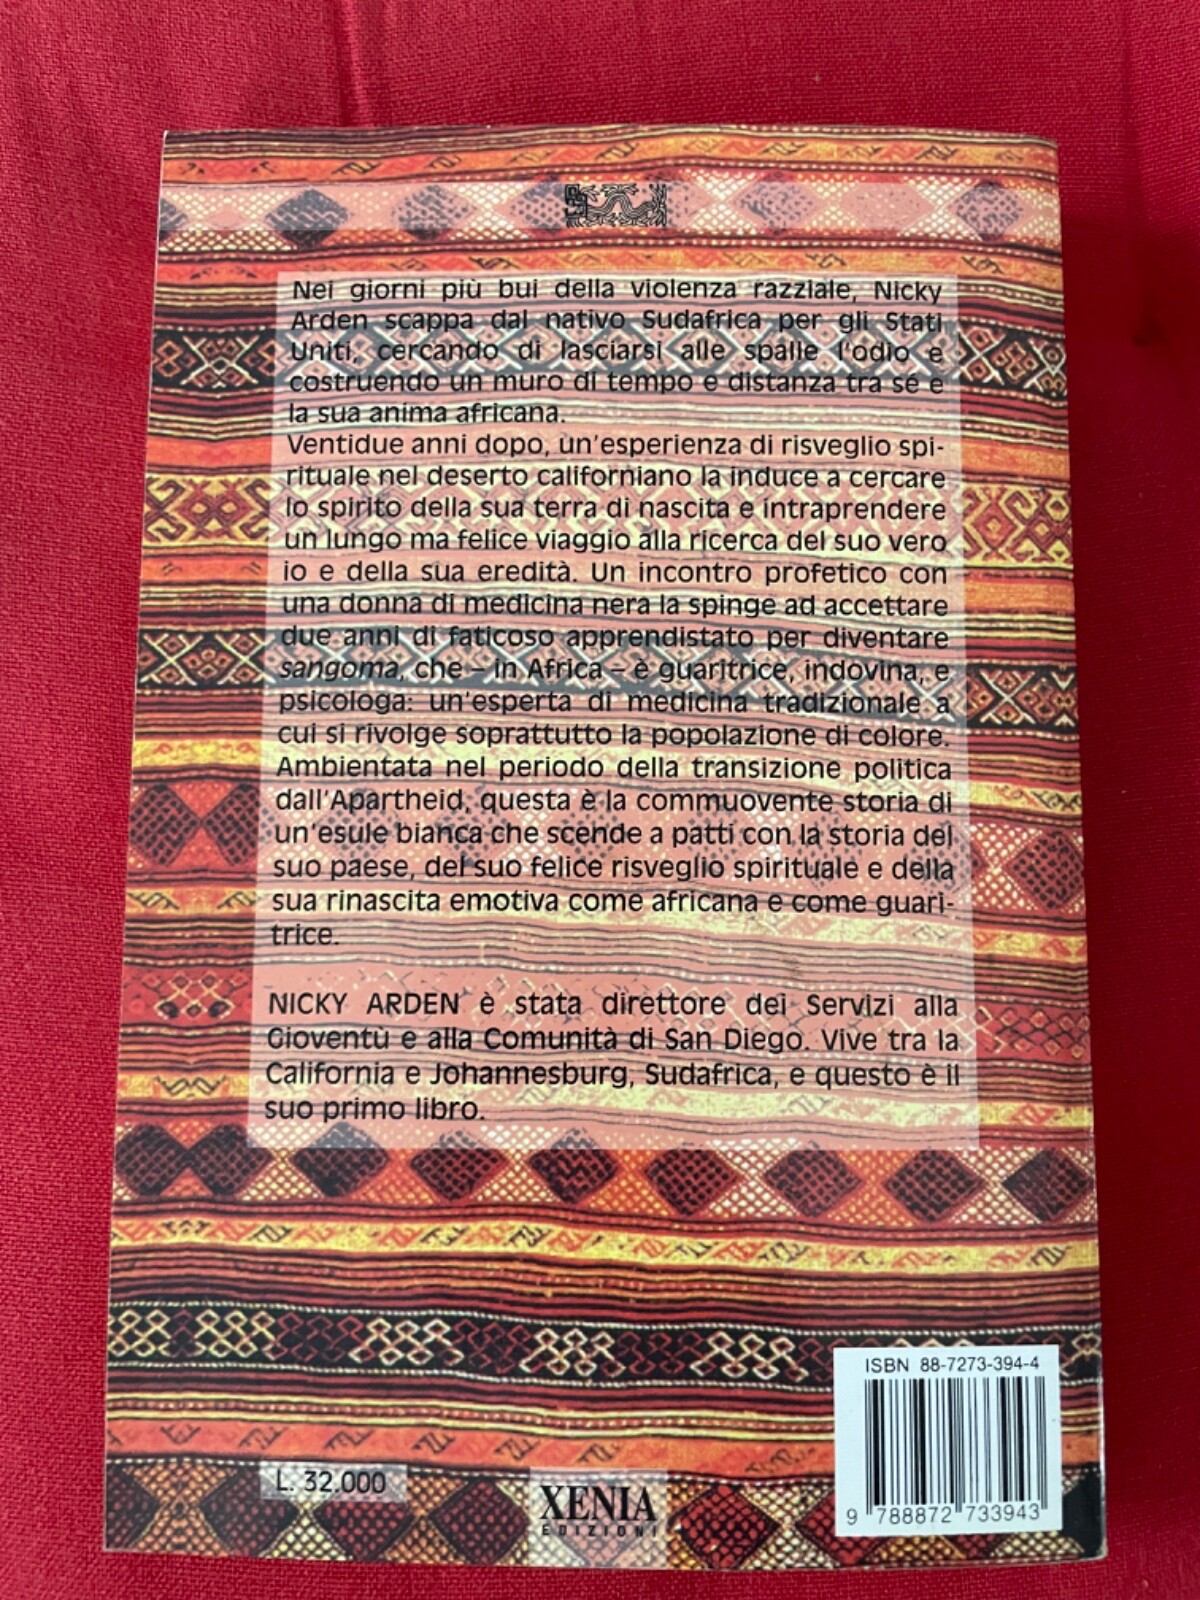 Nei giorni più bui della violenza razziale, Nicky
Arden scappa dal nativo Sudafrica per gli Stati
Uniti, cercando di lasciarsi alle spalle l'odio e
costruendo un muro di tempo e distanza tra sé e
la sua anima africana.
Ventidue anni dopo, un'esperienza di risveglio spi-
rituale nel deserto californiano la induce a cercare
lo spirito della sua terra di nascita e intraprendere
un lungo ma felice viaggio alla ricerca del suo vero
io e della sua eredità. Un incontro profetico con
una donna di medicina nera la spinge ad accettare
due anni di faticoso apprendistato per diventare
sangoma, che – in Africa – è guaritrice, indovina, e
psicologa: un'esperta di medicina tradizionale a
cui si rivolge soprattutto la popolazione di colore.
Ambientata nel periodo della transizione politica
dall'Apartheid, questa è la commuovente storia di
un'esule bianca che scende a patti con la storia del
suo paese, del suo felice risveglio spirituale e della
sua rinascita emotiva come africana e come guari-
trice.
NICKY ARDEN è stata direttore dei Servizi alla
Gioventù e alla Comunità di San Diego. Vive tra la
California e Johannesburg, Sudafrica, e questo è il
suo primo libro.
ISBN 88-7273-394-4
9 788872 733943
L. 32.000
XENIA
EDIZIONI